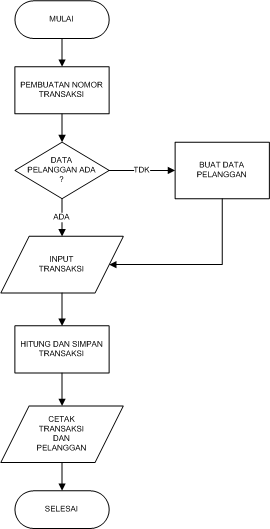 MULAI
PEMBUATAN NOMOR
TRANSAKSI
DATA
PELANGGAN ADA
?
TDK
BUAT DATA
PELANGGAN
ADA
INPUT
TRANSAKSI
HITUNG DAN SIMPAN
TRANSAKSI
CETAK
TRANSAKSI
DAN
PELANGGAN
SELESAI